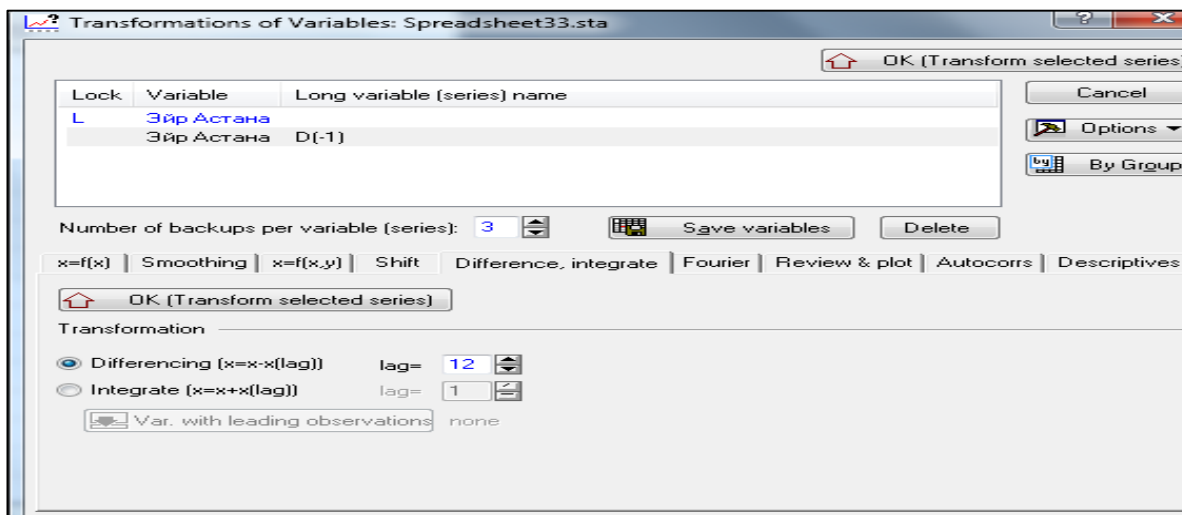 Transformations of Variables: Spreadsheet33.sta
OK (Transform selected series)
Lock Variable Long variable (series) name
L Эйр Астана
Эйр Астана D(-1)
Cancel
Options
By Group
Number of backups per variable (series): 3 Save variables Delete
x=f(x) Smoothing x=f(x,y) Shift Difference, integrate Fourier Review & plot Autocorrs Descriptives
OK (Transform selected series)
Transformation
Differencing (x=x-x(lag)) lag= 12
Integrate (x=x+x(lag)) lag= 1
Var. with leading observations none